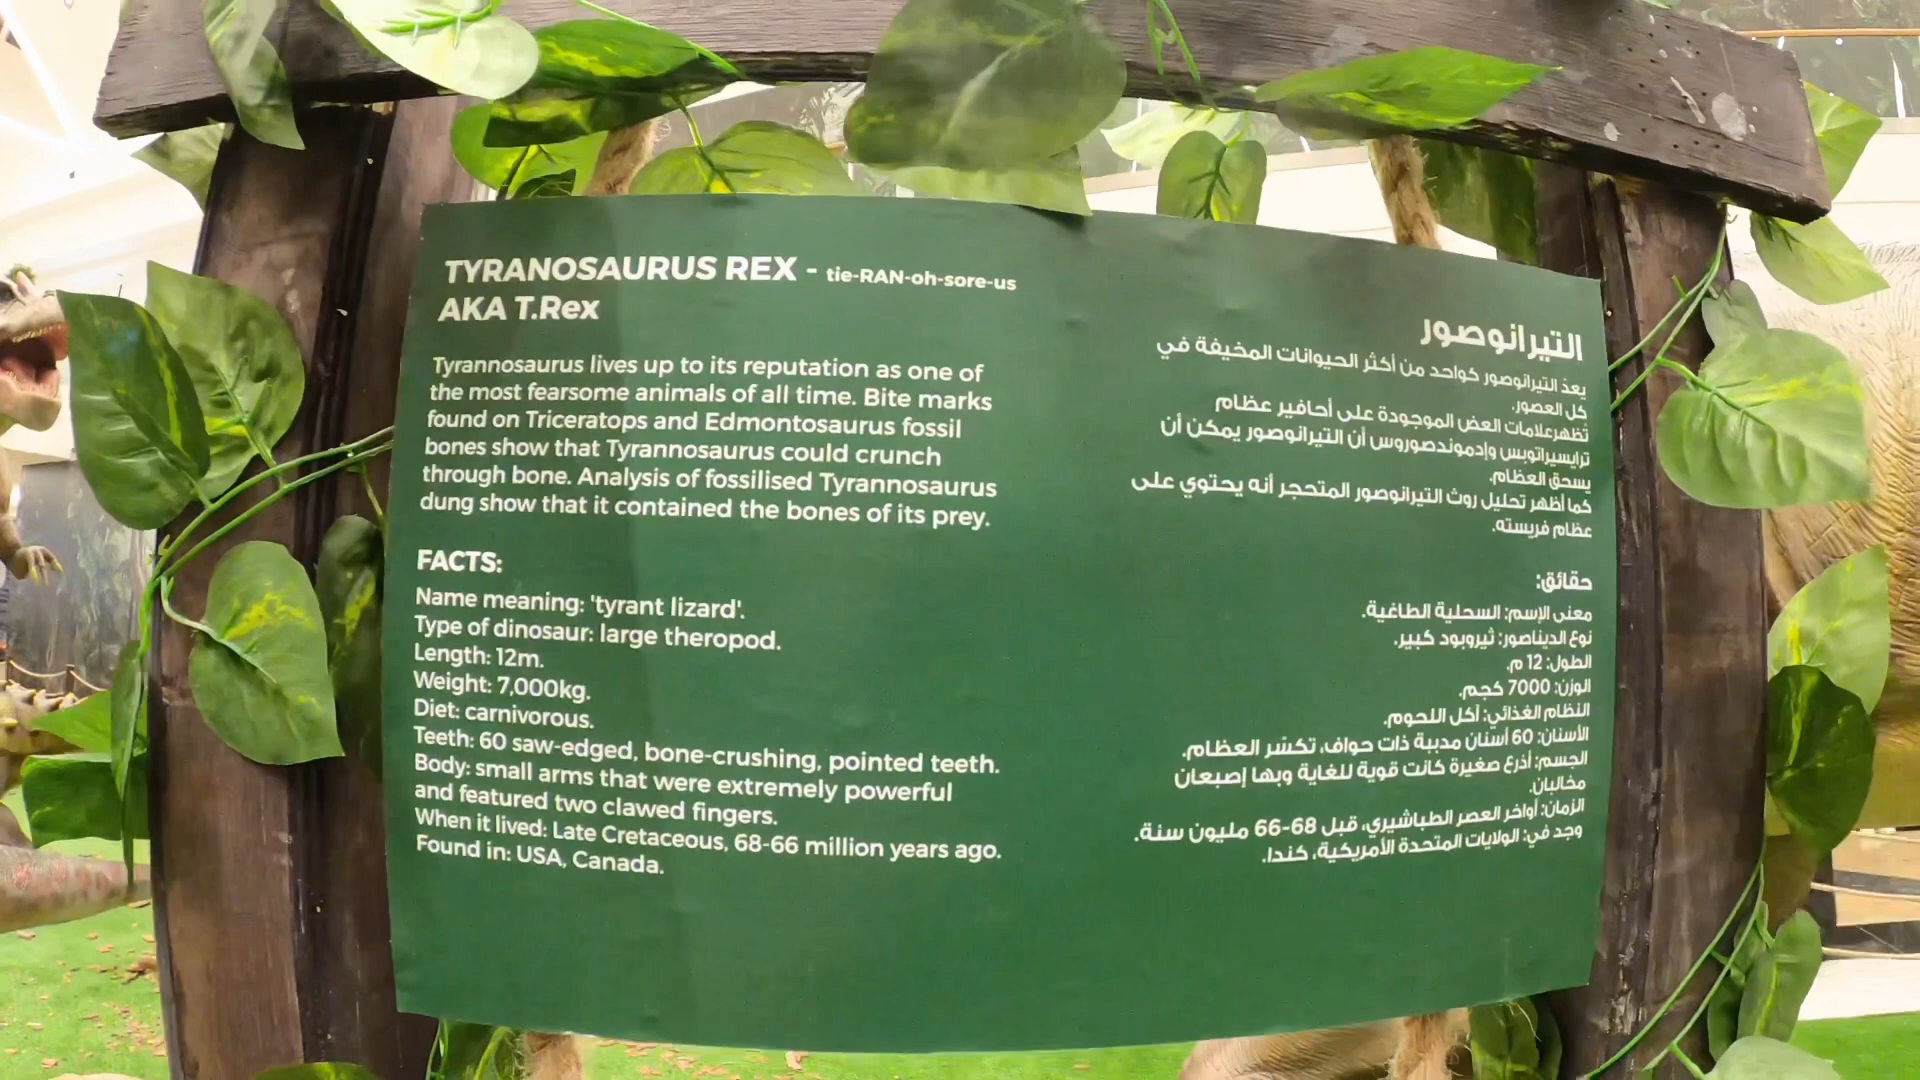 TYRANOSAURUS REX - tie-RAN-oh-sore-us
AKA T.Rex
Tyrannosaurus lives up to its reputation as one of
the most fearsome animals of all time. Bite marks
found on Triceratops and Edmontosaurus fossil
bones show that Tyrannosaurus could crunch
through bone. Analysis of fossilised Tyrannosaurus
dung show that it contained the bones of its prey.
FACTS:
Name meaning: 'tyrant lizard'.
Type of dinosaur: large theropod.
Length: 12m.
Weight: 7,000kg.
Diet: carnivorous.
Teeth: 60 saw-edged, bone-crushing, pointed teeth.
Body: small arms that were extremely powerful
and featured two clawed fingers.
When it lived: Late Cretaceous, 68-66 million years ago.
Found in: USA, Canada.
التيرانوصور
يعدّ التيرانوصور كواحد من أكثر الحيوانات المخيفة في
كل العصور.
تظهرعلامات العض الموجودة على أحافير عظام
ترايسيراتوبس وإدموندصوروس أن التيرانوصور يمكن أن
يسحق العظام.
كما أظهر تحليل روث التيرانوصور المتحجر أنه يحتوي على
عظام فريسته.
حقائق:
معنى الإسم: السحلية الطاغية.
نوع الديناصور: ثيروبود كبير.
الطول: 12 م.
الوزن: 7000 كجم.
النظام الغذائي: أكل اللحوم.
الأسنان: 60 أسنان مدببة ذات حواف، تكسّر العظام.
الجسم: أذرع صغيرة كانت قوية للغاية وبها إصبعان
مخالبان.
الزمان: أواخر العصر الطباشيري، قبل 68-66 مليون سنة.
وجد في: الولايات المتحدة الأمريكية، كندا.